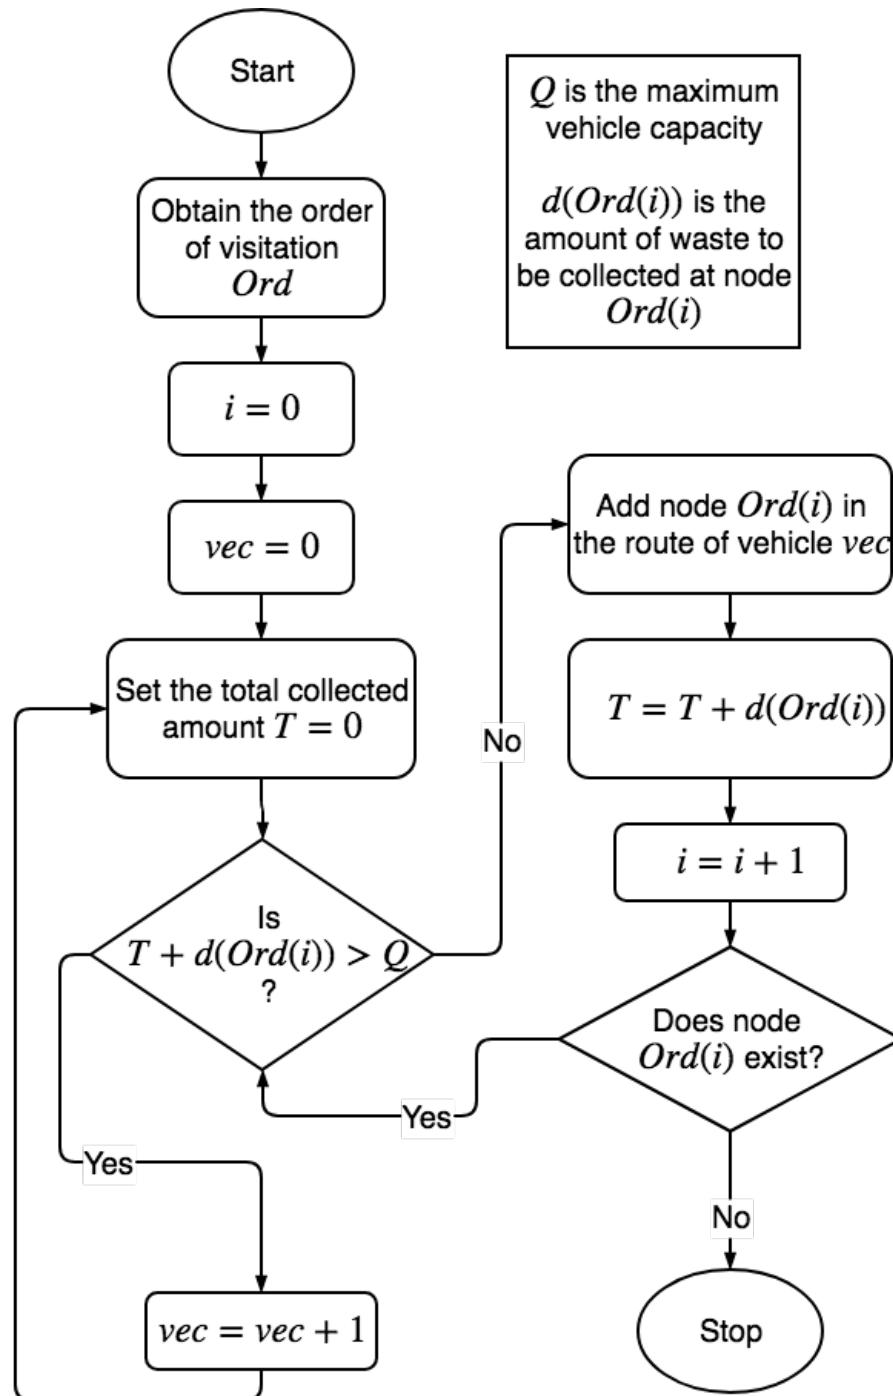 Start
Q is the maximum
vehicle capacity
d(Ord(i)) is the
amount of waste to
be collected at node
Ord(i)
Obtain the order
of visitation
Ord
i = 0
vec = 0
Set the total collected
amount T = 0
Is
T + d(Ord(i)) > Q
?
Yes
vec = vec + 1
No
Add node Ord(i) in
the route of vehicle vec
T = T + d(Ord(i))
i = i + 1
Does node
Ord(i) exist?
Yes
No
Stop